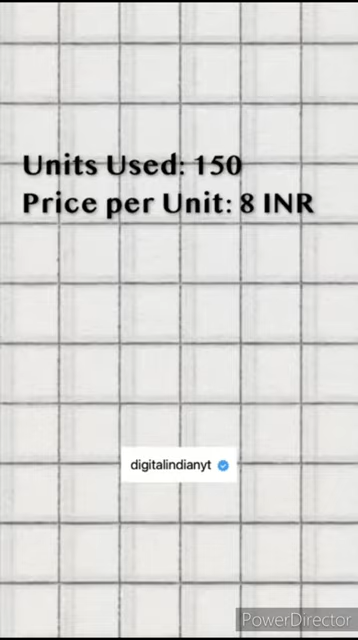 Units Used: 150
Price per Unit: 8 INR
digitalindianyt
PowerDirector